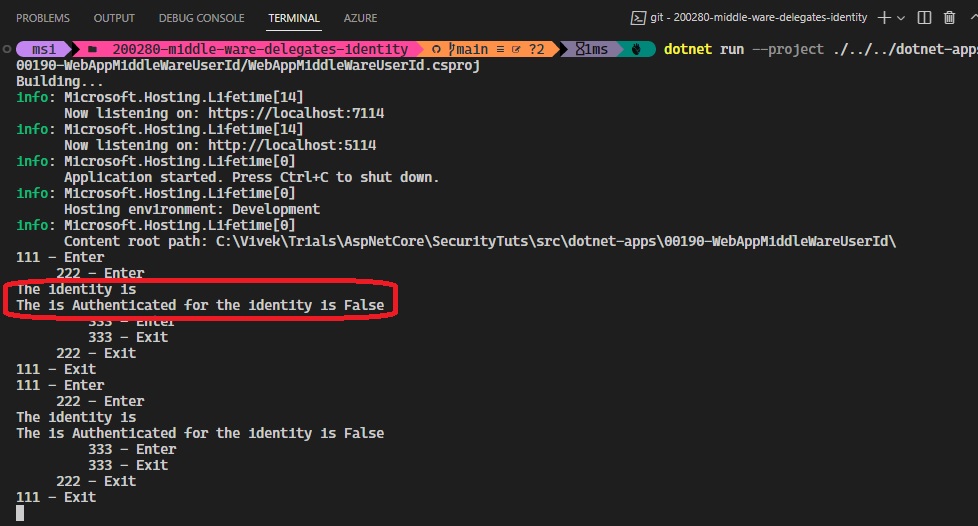 PROBLEMS OUTPUT DEBUG CONSOLE TERMINAL AZURE git - 200280-middle-ware-delegates-identity
msi 200280-middle-ware-delegates-identity main ≡ ?2 1ms dotnet run --project ./../../dotnet-apps
00190-WebAppMiddleWareUserId/WebAppMiddleWareUserId.csproj
Building...
info: Microsoft.Hosting.Lifetime[14]
Now listening on: https://localhost:7114
info: Microsoft.Hosting.Lifetime[14]
Now listening on: http://localhost:5114
info: Microsoft.Hosting.Lifetime[0]
Application started. Press Ctrl+C to shut down.
info: Microsoft.Hosting.Lifetime[0]
Hosting environment: Development
info: Microsoft.Hosting.Lifetime[0]
Content root path: C:\Vivek\Trials\AspNetCore\SecurityTuts\src\dotnet-apps\00190-WebAppMiddleWareUserId\
111 - Enter
222 - Enter
The identity is
The is Authenticated for the identity is False
333 - Enter
333 - Exit
222 - Exit
111 - Exit
111 - Enter
222 - Enter
The identity is
The is Authenticated for the identity is False
333 - Enter
333 - Exit
222 - Exit
111 - Exit